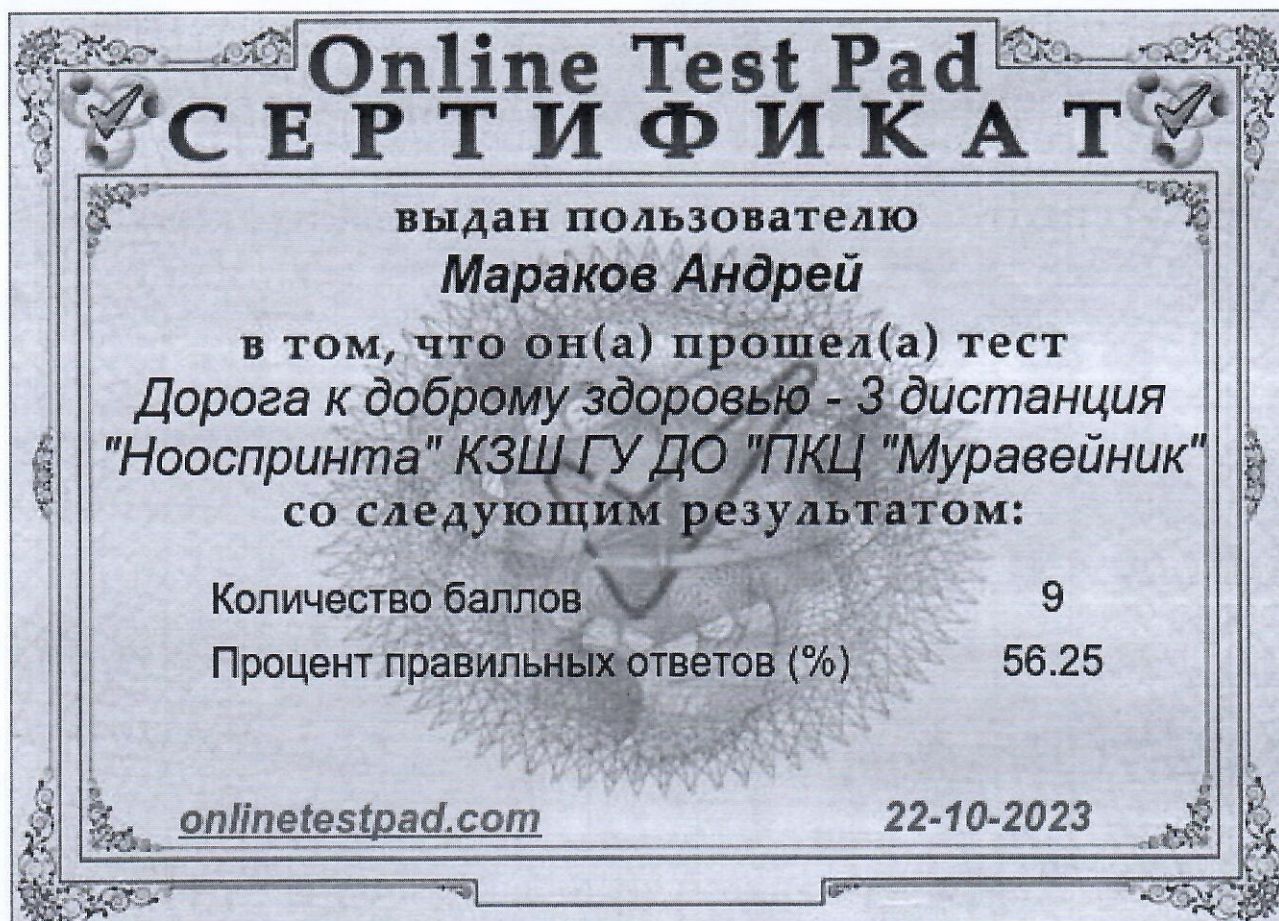 Online Test Pad
СЕРТИФИКАТ
выдан пользователю
Мараков Андрей
в том, что он(а) прошел(а) тест
Дорога к доброму здоровью - 3 дистанция
"Нооспринта" КЗШ ГУ ДО "ПКЦ "Муравейник"
со следующим результатом:
Количество баллов 9
Процент правильных ответов (%) 56.25
onlinetestpad.com 22-10-2023